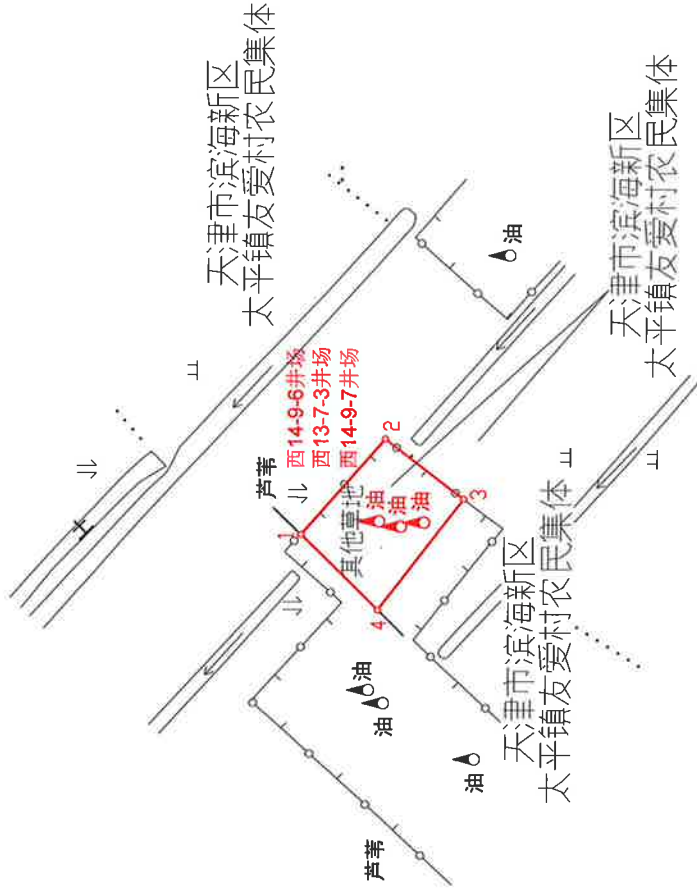 天津市滨海新区
太平镇友爱村农民集体
芦苇
西14-9-6井场
西13-7-3井场
西14-9-7井场
1
2
3
4
其他草地
油
油
油
油
天津市滨海新区
太平镇友爱村农民集体
油
油
油
天津市滨海新区
太平镇友爱村农民集体
芦苇